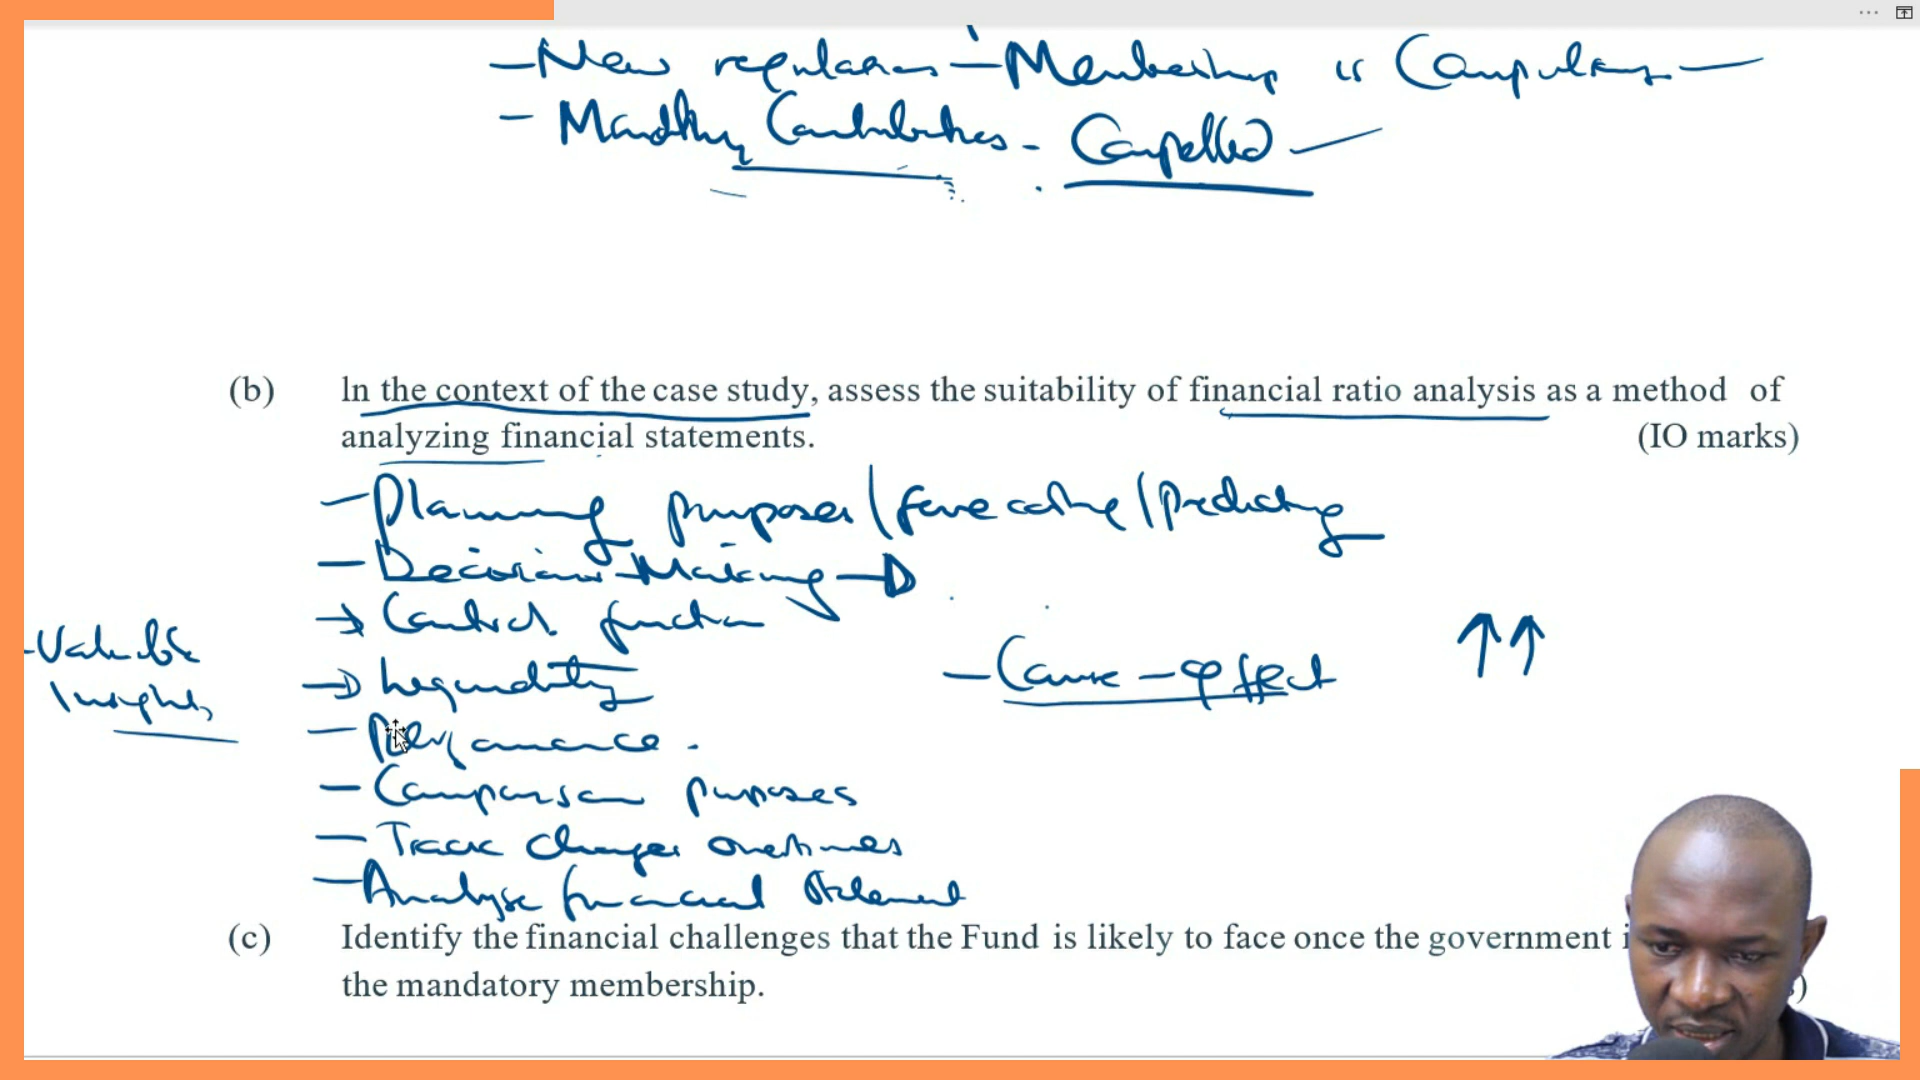 - New regulations - Membership is Compulsory -
- Monthly Contributions - Compelled -
(b) In the context of the case study, assess the suitability of financial ratio analysis as a method of
analyzing financial statements. (IO marks)
- Planning purposes / forecasting / Predicting
- Decision Making →
→ Control function
- Valuable
Insights
- Cause - effect ↑↑
→ Liquidity
- Performance.
- Comparison purposes
- Track changes overtimes
- Analyse financial statement
(c) Identify the financial challenges that the Fund is likely to face once the government
the mandatory membership. )